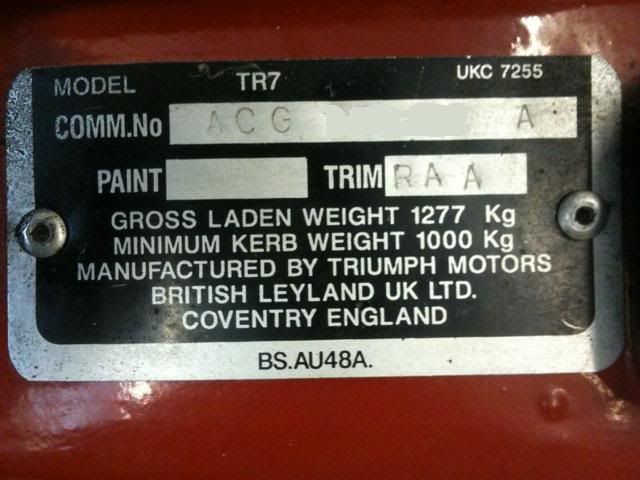 MODEL TR7 UKC 7255
COMM.No ACG A
PAINT TRIM RAA
GROSS LADEN WEIGHT 1277 Kg
MINIMUM KERB WEIGHT 1000 Kg
MANUFACTURED BY TRIUMPH MOTORS
BRITISH LEYLAND UK LTD.
COVENTRY ENGLAND
BS.AU48A.